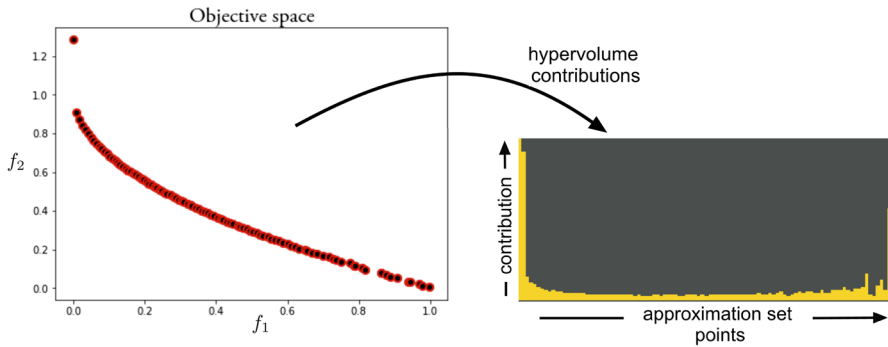 Objective space
1.2
1.0
0.8
0.6
0.4
0.2
0.0
f₂
0.0 0.2 0.4 0.6 0.8 1.0
f₁
hypervolume
contributions
contribution
approximation set
points